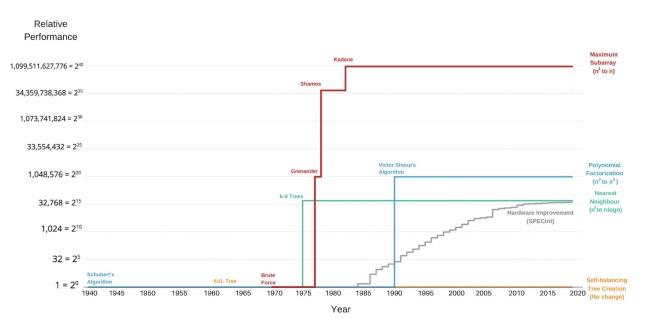 Relative
Performance
Kadane
Maximum
Subarray
(n³ to n)
1,099,511,627,776 = 2⁴⁰
Shamos
34,359,738,368 = 2³⁵
1,073,741,824 = 2³⁰
33,554,432 = 2²⁵
Victor Shoup's
Algorithm
Polynomial
Factorization
Grenander
1,048,576 = 2²⁰
Nearest
Neighbour
(n² to nlogn)
k-d Trees
32,768 = 2¹⁵
Hardware Improvement
(SPECInt)
1,024 = 2¹⁰
32 = 2⁵
Schubert's
Algorithm
AVL Tree
Brute
Force
Self-balancing
Tree Creation
(No change)
1 = 2⁰
1940 1945 1950 1955 1960 1965 1970 1975 1980 1985 1990 1995 2000 2005 2010 2015 2020
Year